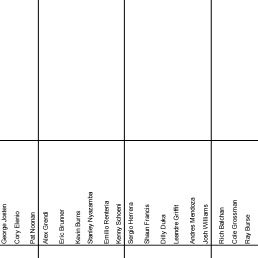 George Josten
Cory Elenio
Pat Noonan
Alex Grendi
Eric Brunner
Kevin Burns
Stanley Nyazamba
Emilio Renteria
Kenny Schoeni
Sergio Herrera
Shaun Francis
Dilly Duka
Leandre Griffit
Andres Mendoza
Josh Williams
Rich Balchan
Cole Grossman
Ray Burse